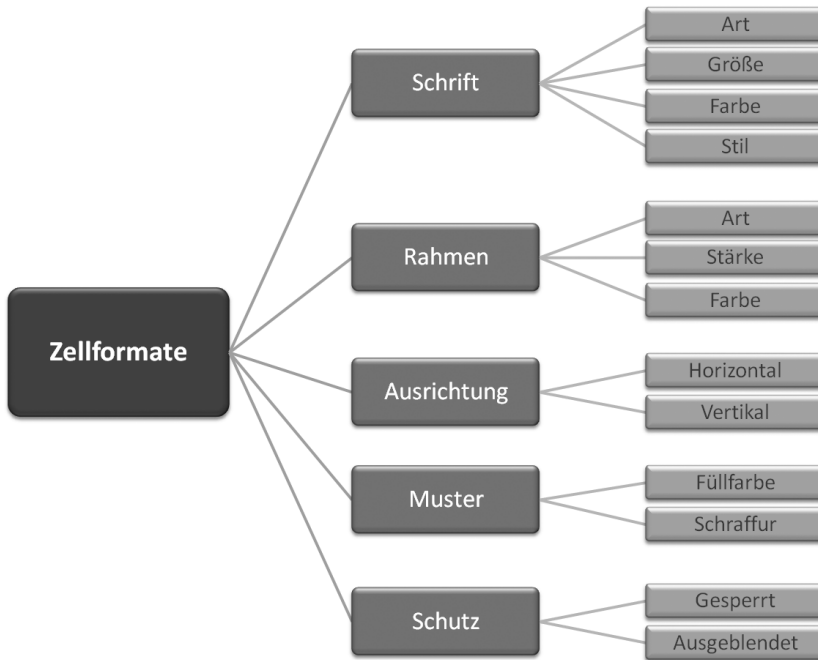 Zellformate
Schrift
Art
Größe
Farbe
Stil
Rahmen
Art
Stärke
Farbe
Ausrichtung
Horizontal
Vertikal
Muster
Füllfarbe
Schraffur
Schutz
Gesperrt
Ausgeblendet